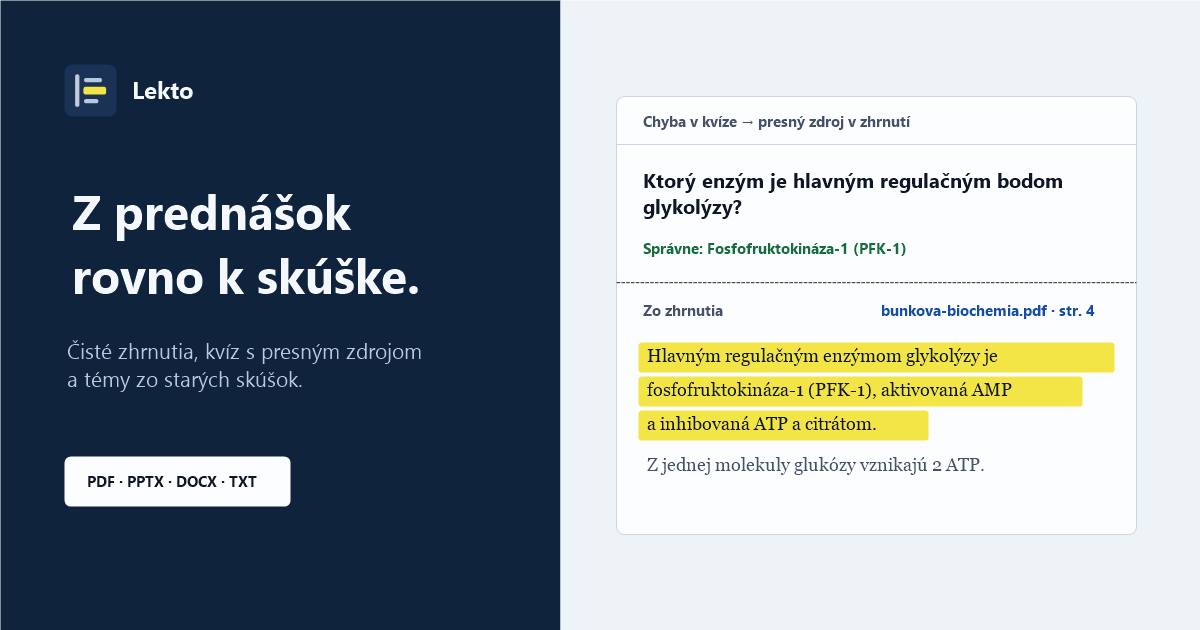 Lekto
Z prednášok
rovno k skúške.
Čisté zhrnutia, kvíz s presným zdrojom
a témy zo starých skúšok.
PDF · PPTX · DOCX · TXT
Chyba v kvíze → presný zdroj v zhrnutí
Ktorý enzým je hlavným regulačným bodom
glykolýzy?
Správne: Fosfofruktokináza-1 (PFK-1)
Zo zhrnutia
bunkova-biochemia.pdf · str. 4
Hlavným regulačným enzýmom glykolýzy je
fosfofruktokináza-1 (PFK-1), aktivovaná AMP
a inhibovaná ATP a citrátom.
Z jednej molekuly glukózy vznikajú 2 ATP.